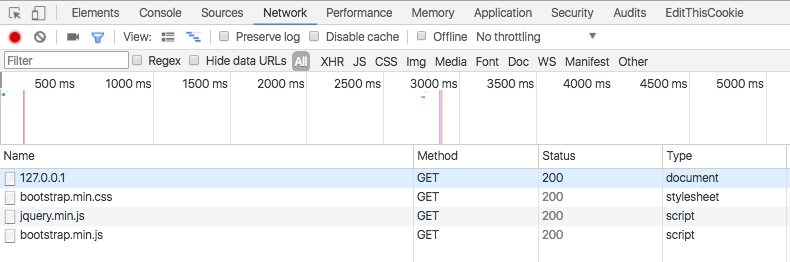 Elements Console Sources Network Performance Memory Application Security Audits EditThisCookie
View: Preserve log Disable cache Offline No throttling
Filter Regex Hide data URLs All XHR JS CSS Img Media Font Doc WS Manifest Other
500 ms 1000 ms 1500 ms 2000 ms 2500 ms 3000 ms 3500 ms 4000 ms 4500 ms 5000 ms
Name Method Status Type
127.0.0.1 GET 200 document
bootstrap.min.css GET 200 stylesheet
jquery.min.js GET 200 script
bootstrap.min.js GET 200 script